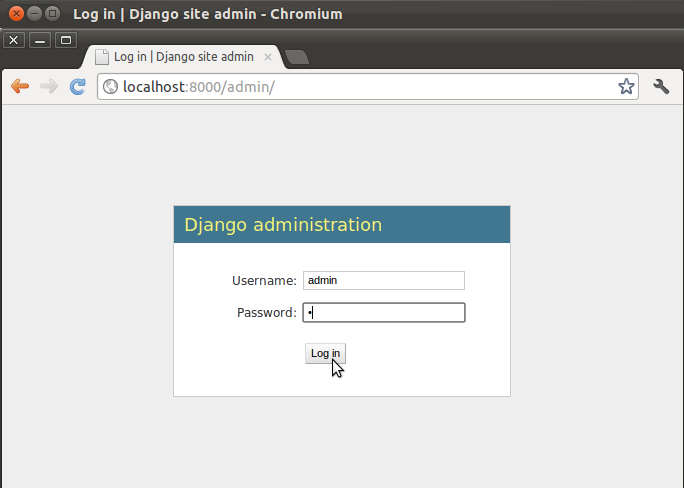 Log in | Django site admin - Chromium
Log in | Django site admin
localhost:8000/admin/
Django administration
Username: admin
Password: •
Log in